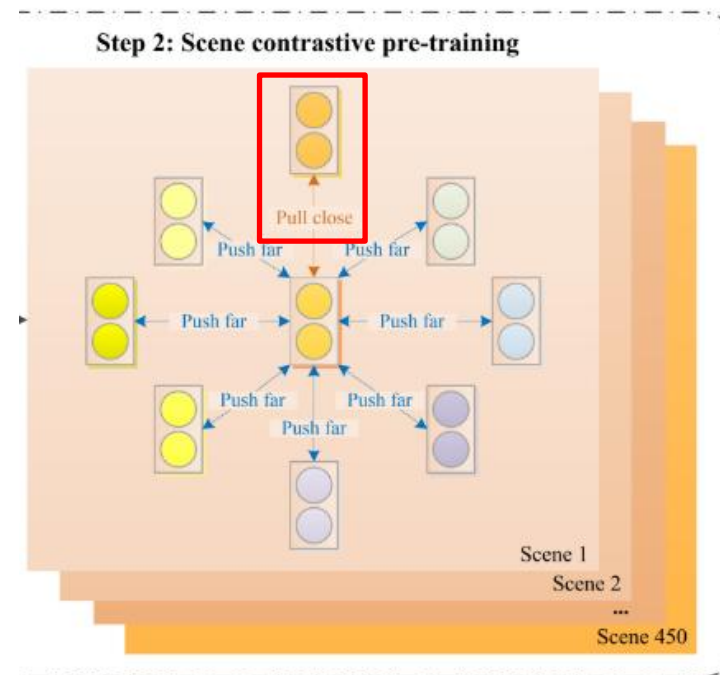 Step 2: Scene contrastive pre-training
Pull close
Push far
Push far
Push far
Push far
Push far
Push far
Push far
Scene 1
Scene 2
...
Scene 450